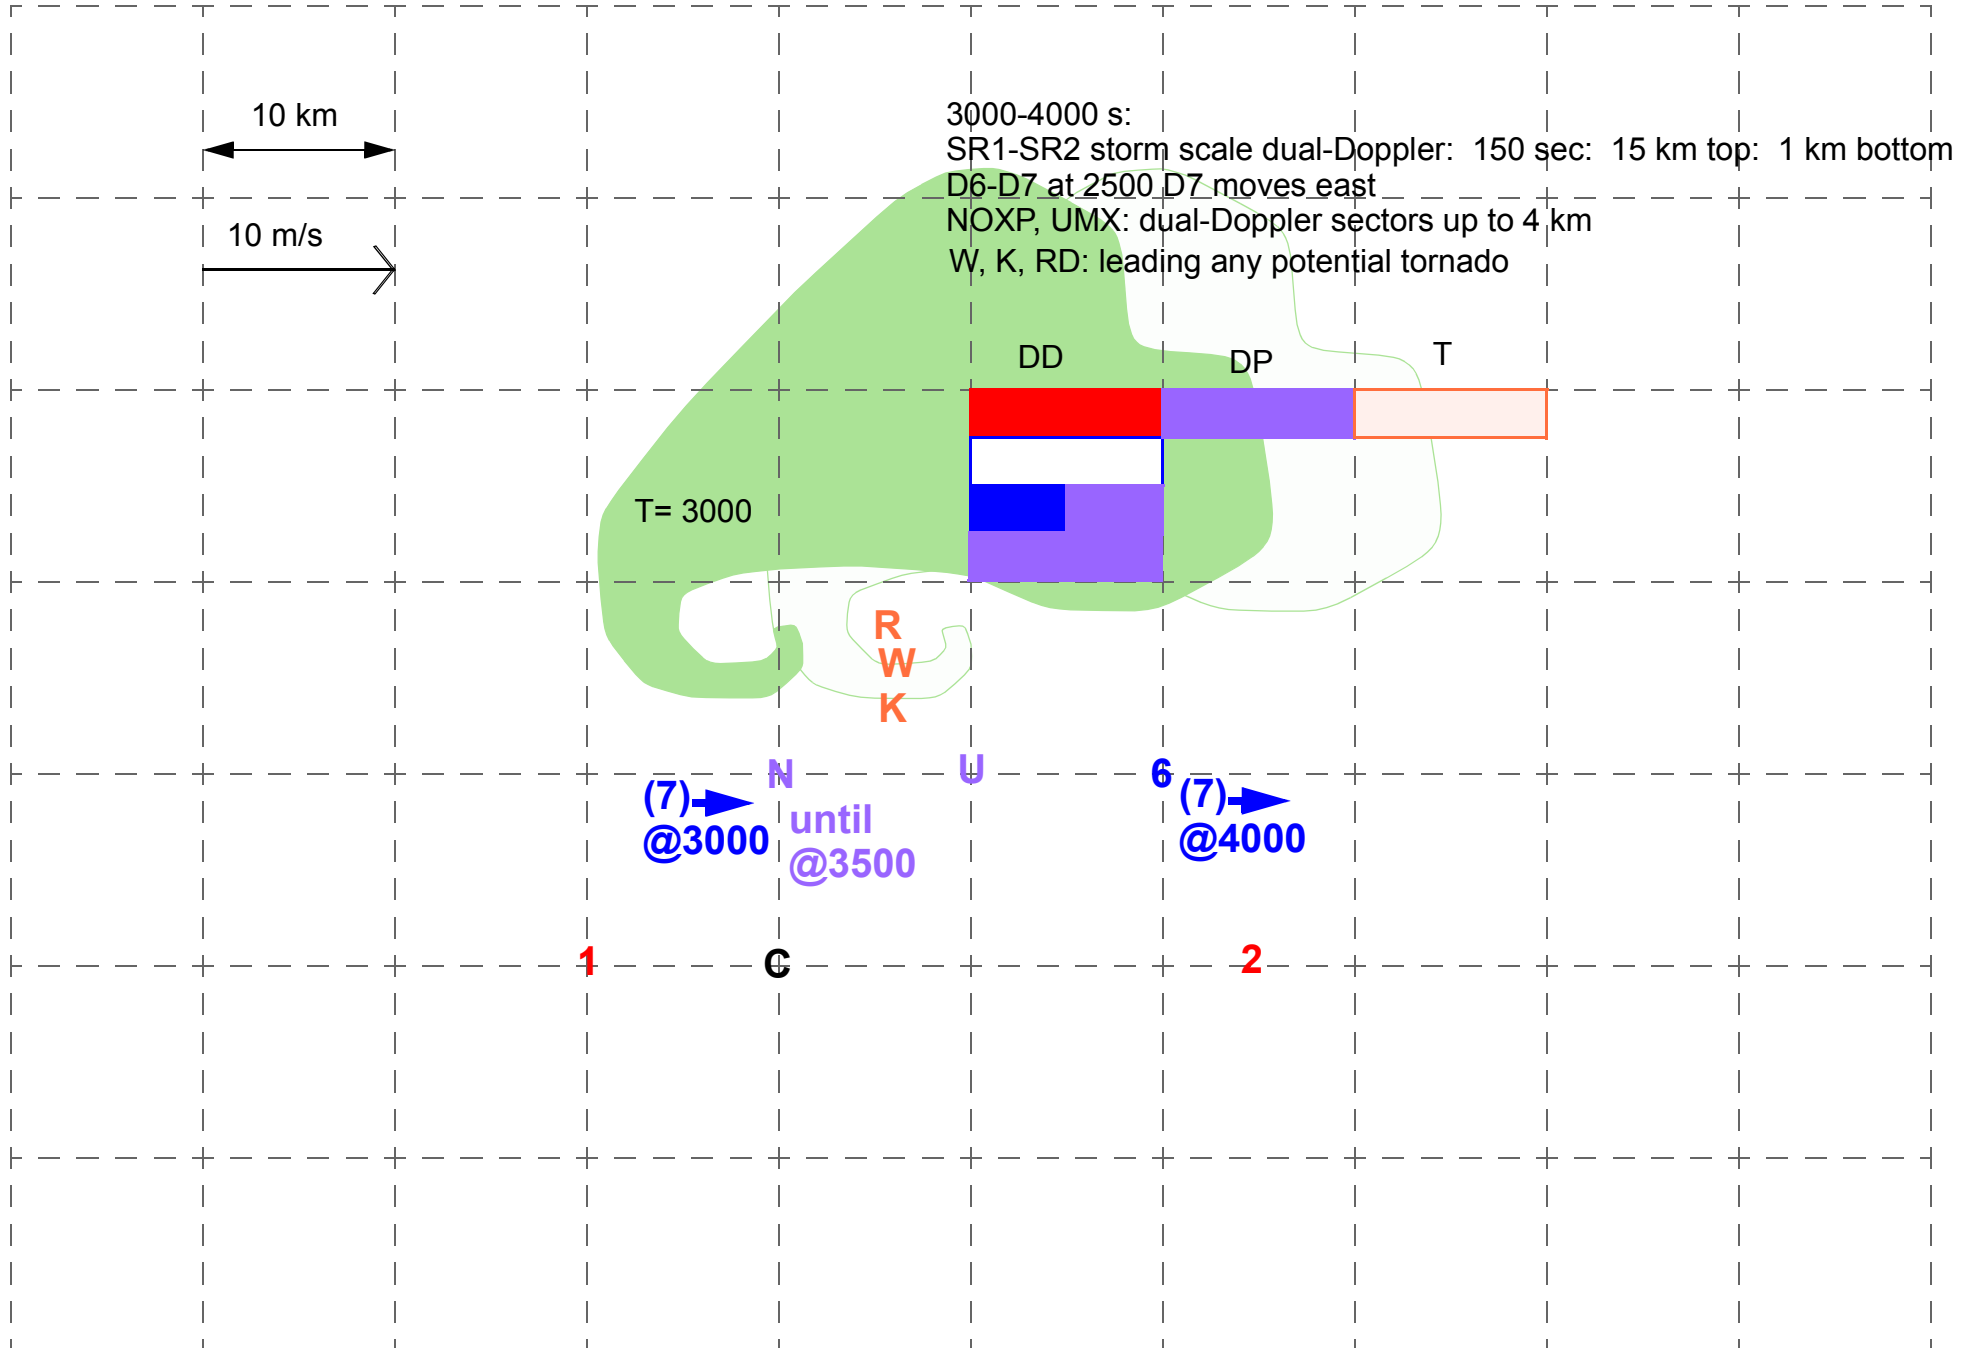 3000-4000 s:
10 km
SR1-SR2 storm scale dual-Doppler: 150 sec: 15 km top: 1 km bottom
D6-D7 at 2500 D7 moves east
10 m/s
NOXP, UMX: dual-Doppler sectors up to 4 km
W, K, RD: leading any potential tornado
DD DP T
T= 3000
R
W
K
N U 6
(7) (7)
@3000 until @4000
@3500
1 C 2